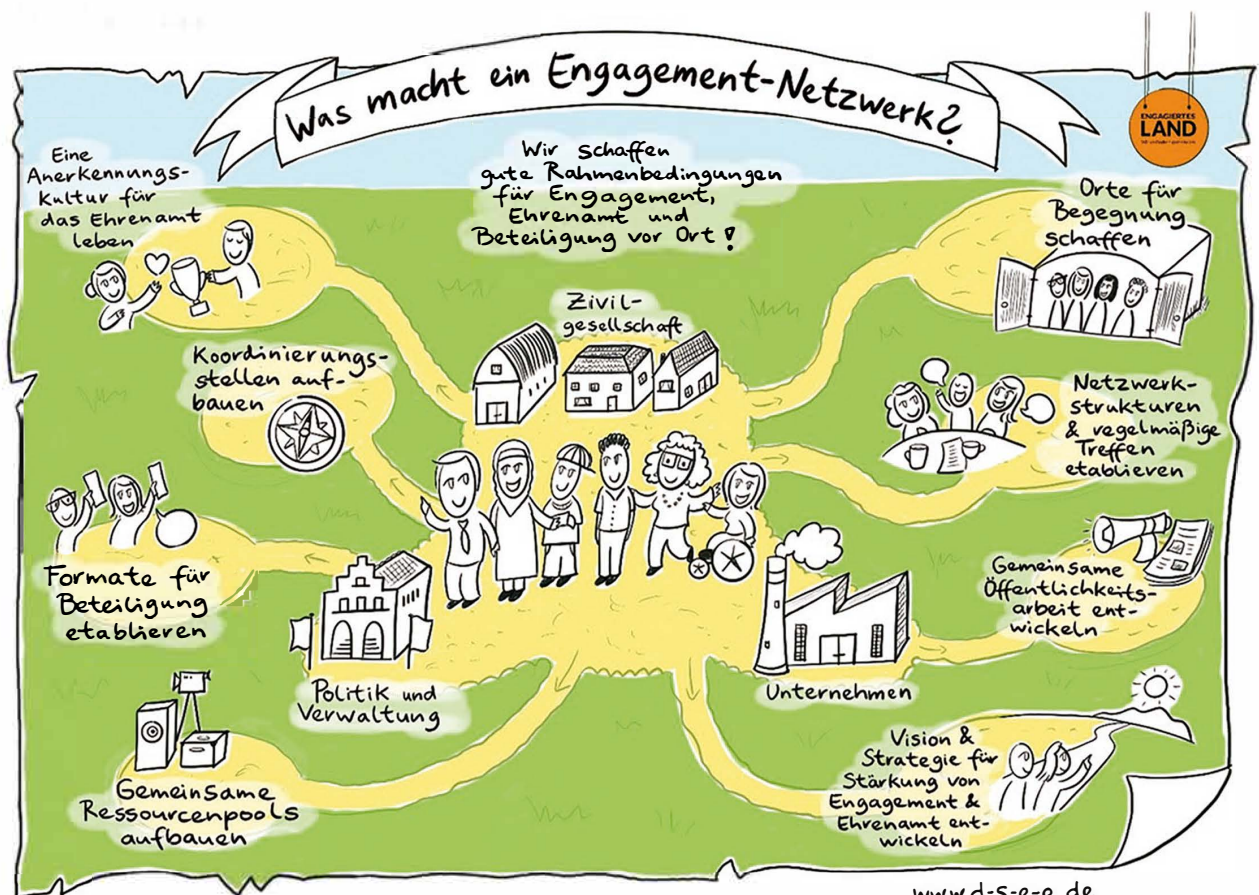 Was macht ein Engagement-Netzwerk?
ENGAGIERTES
LAND
Eine
Anerkennungs-
kultur für
das Ehrenamt
leben
Wir schaffen
gute Rahmenbedingungen
für Engagement,
Ehrenamt und
Beteiligung vor Ort!
Orte für
Begegnung
schaffen
Zivil-
gesellschaft
Koordinierungs-
stellen auf-
bauen
Netzwerk-
strukturen
& regelmäßige
Treffen
etablieren
Formate für
Beteiligung
etablieren
Gemeinsame
Öffentlichkeits-
arbeit ent-
wickeln
Politik und
Verwaltung
Unternehmen
Gemeinsame
Ressourcenpools
aufbauen
Vision &
Strategie für
Stärkung von
Engagement &
Ehrenamt ent-
wickeln
www.d-s-e-e.de